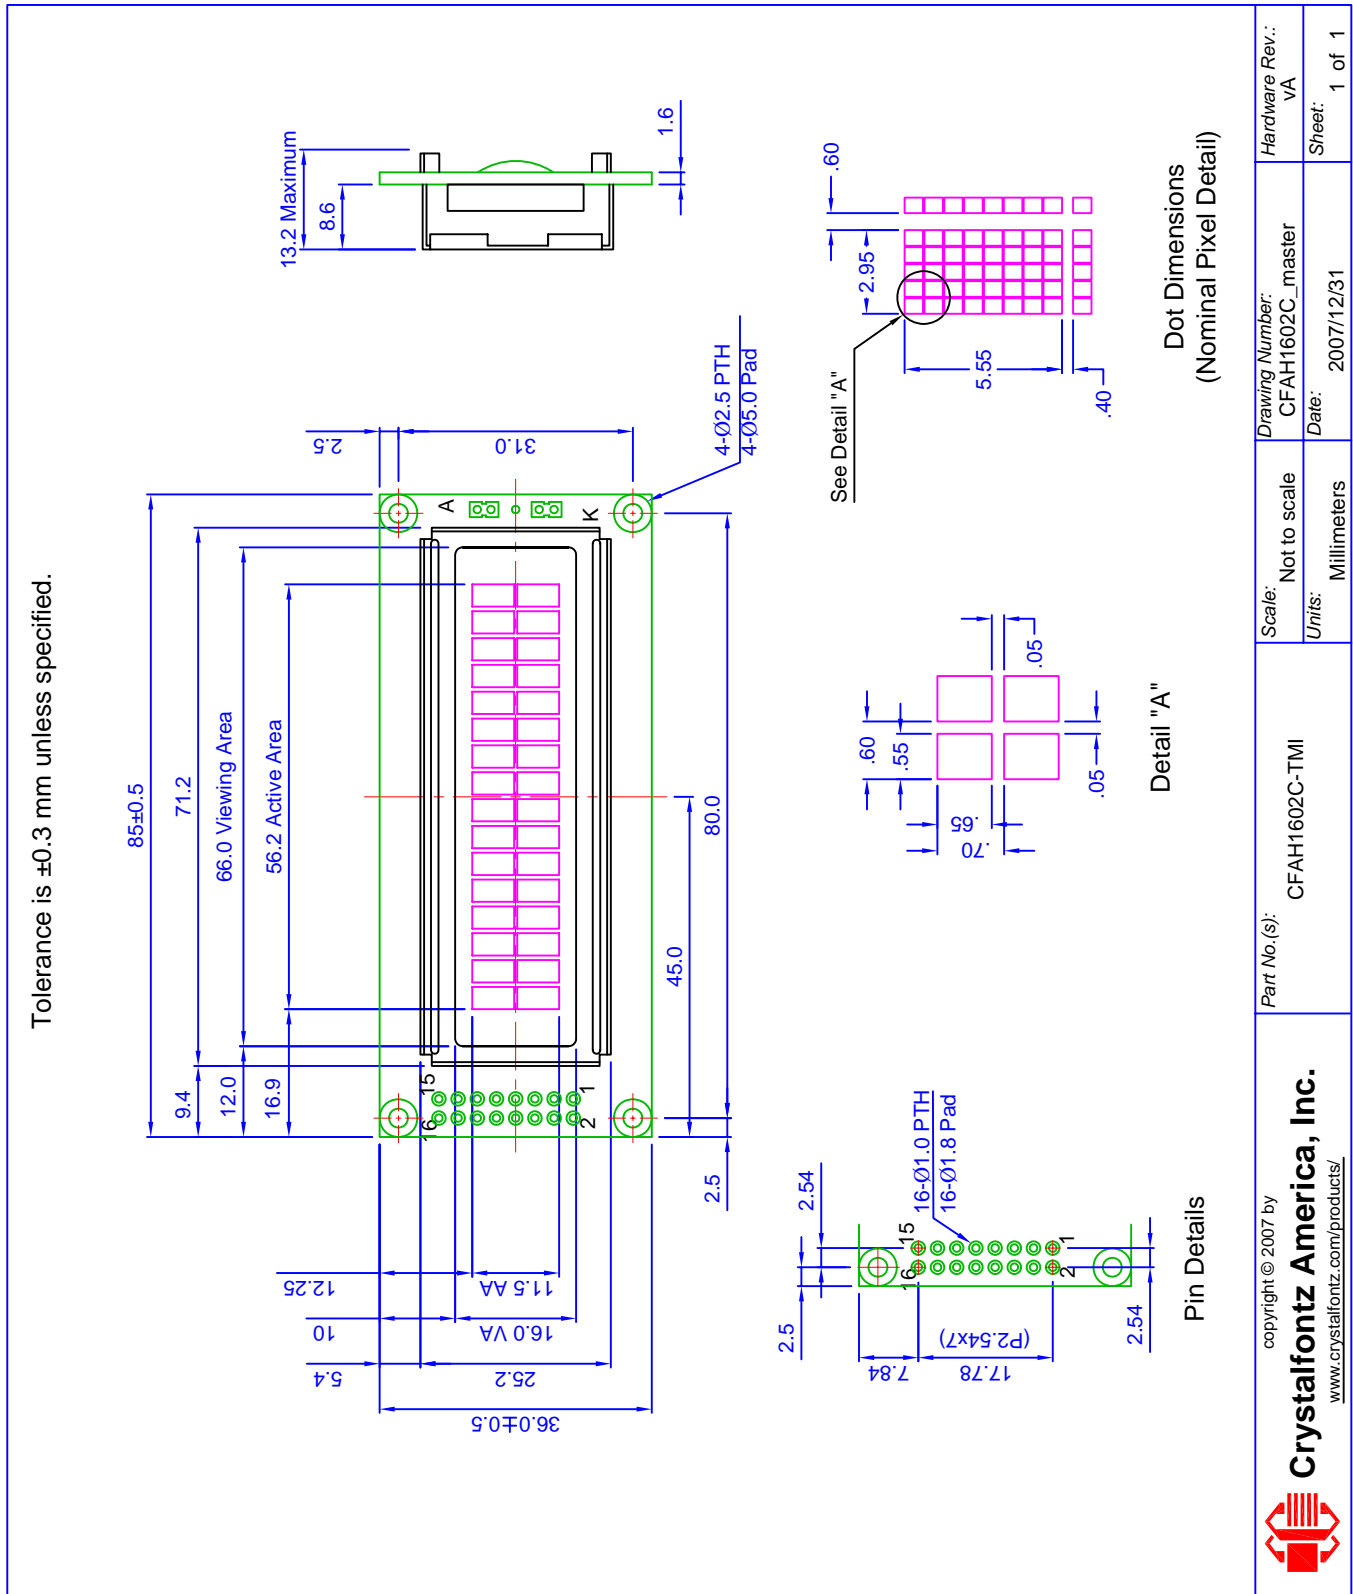 Tolerance is ±0.3 mm unless specified.
85±0.5
71.2
66.0 Viewing Area
56.2 Active Area
9.4
12.0
16.9
2.5
31.0
4-Ø2.5 PTH
4-Ø5.0 Pad
A
K
15
16
1
2
45.0
80.0
2.5
12.25
11.5 AA
10
16.0 VA
5.4
25.2
36.0±0.5
13.2 Maximum
8.6
1.6
Pin Details
2.5
2.54
16-Ø1.0 PTH
16-Ø1.8 Pad
15
16
1
2
7.84
17.78
(P2.54x7)
2.54
Detail "A"
.60
.55
.65
.70
.05
.05
See Detail "A"
2.95
.60
5.55
.40
Dot Dimensions
(Nominal Pixel Detail)
copyright © 2007 by
Crystalfontz America, Inc.
www.crystalfontz.com/products/
Part No.(s):
CFAH1602C-TMI
Scale:
Not to scale
Units:
Millimeters
Drawing Number:
CFAH1602C_master
Date:
2007/12/31
Hardware Rev.:
vA
Sheet:
1 of 1